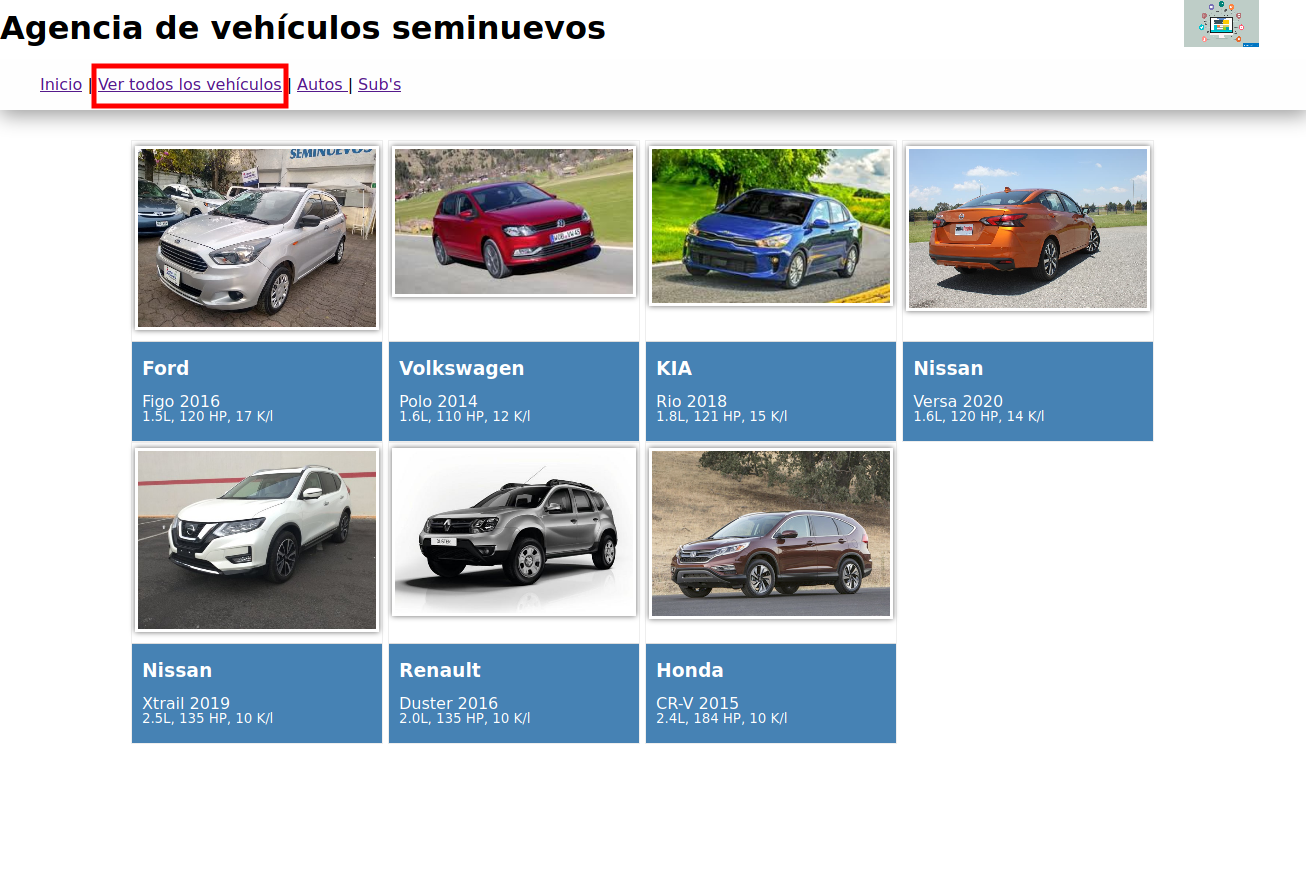 Agencia de vehículos seminuevos
Inicio | Ver todos los vehículos | Autos | Sub's
SEMINUEVOS
Ford
Figo 2016
1.5L, 120 HP, 17 K/l
Volkswagen
Polo 2014
1.6L, 110 HP, 12 K/l
KIA
Rio 2018
1.8L, 121 HP, 15 K/l
Nissan
Versa 2020
1.6L, 120 HP, 14 K/l
DUSTER
Nissan
Xtrail 2019
2.5L, 135 HP, 10 K/l
Renault
Duster 2016
2.0L, 135 HP, 10 K/l
Honda
CR-V 2015
2.4L, 184 HP, 10 K/l